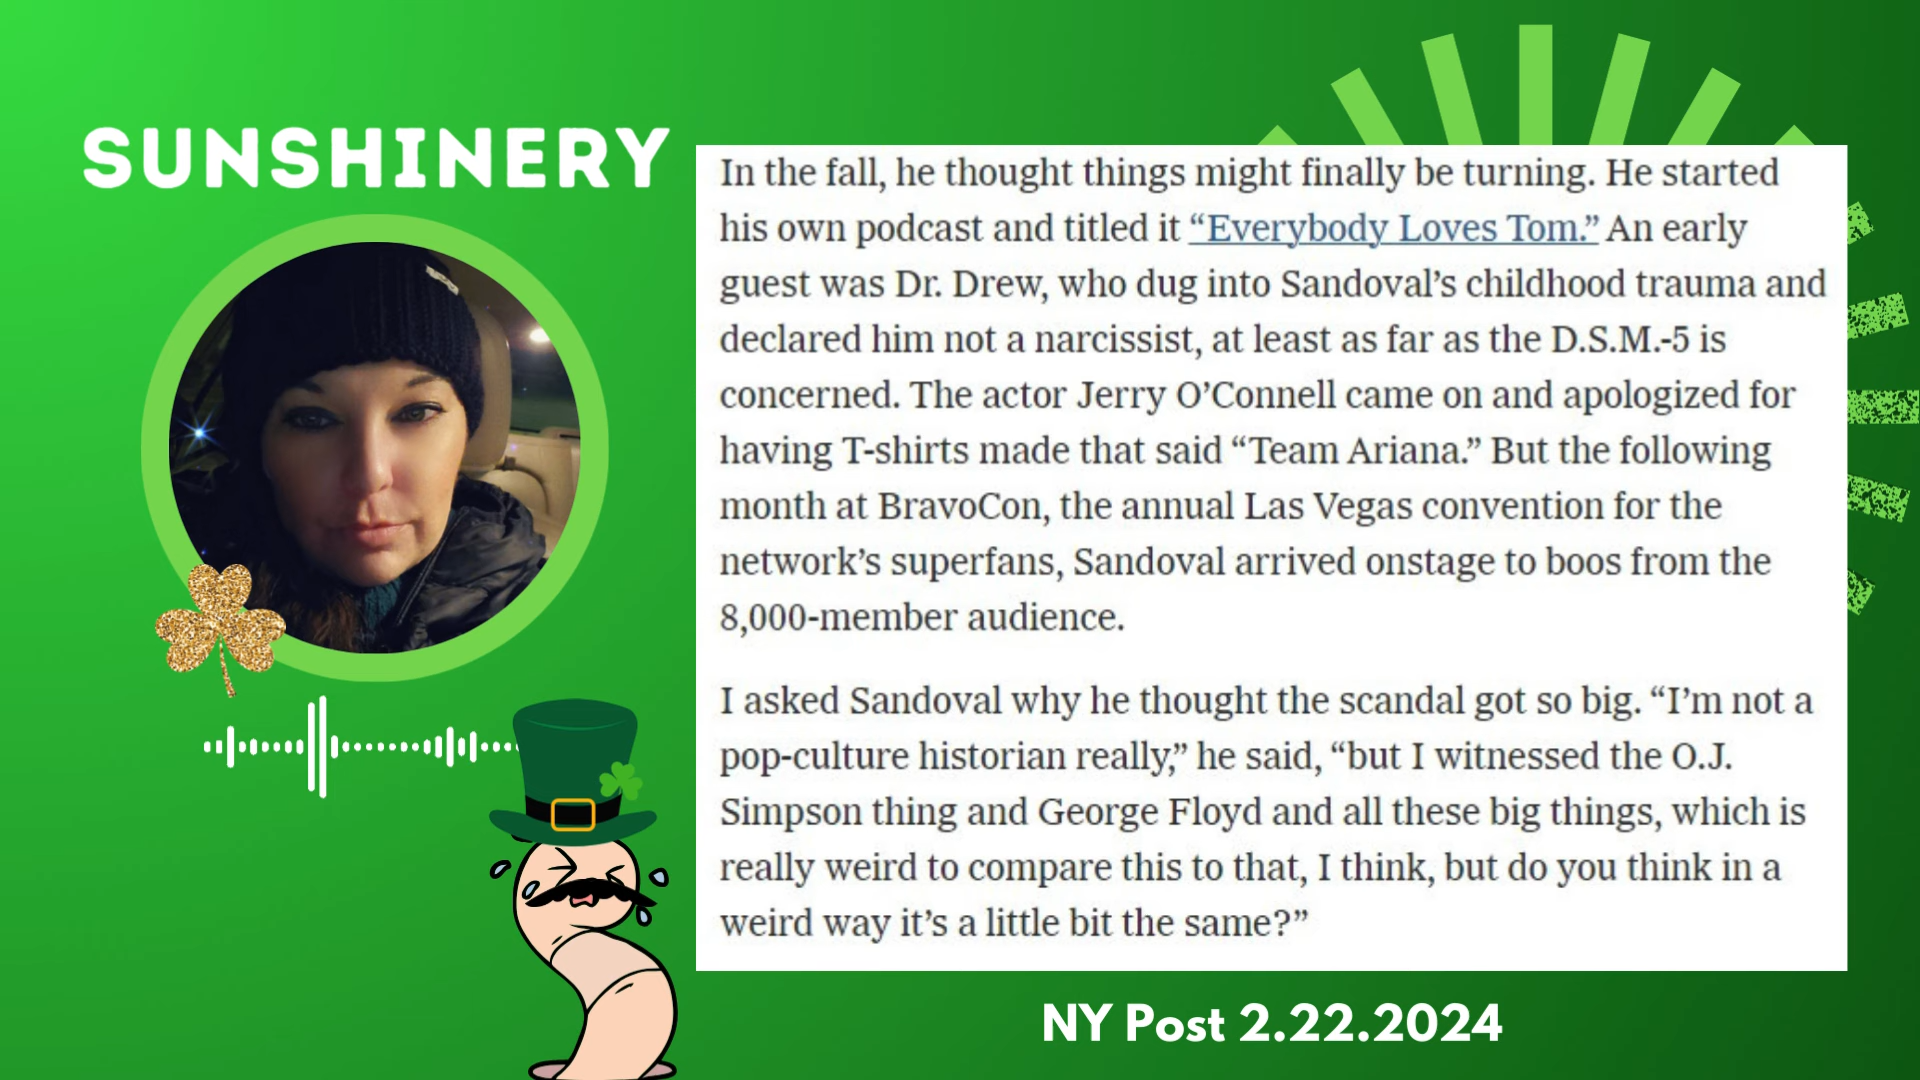 SUNSHINERY
In the fall, he thought things might finally be turning. He started
his own podcast and titled it “Everybody Loves Tom.” An early
guest was Dr. Drew, who dug into Sandoval’s childhood trauma and
declared him not a narcissist, at least as far as the D.S.M.-5 is
concerned. The actor Jerry O’Connell came on and apologized for
having T-shirts made that said “Team Ariana.” But the following
month at BravoCon, the annual Las Vegas convention for the
network’s superfans, Sandoval arrived onstage to boos from the
8,000-member audience.
I asked Sandoval why he thought the scandal got so big. “I’m not a
pop-culture historian really,” he said, “but I witnessed the O.J.
Simpson thing and George Floyd and all these big things, which is
really weird to compare this to that, I think, but do you think in a
weird way it’s a little bit the same?”
NY Post 2.22.2024